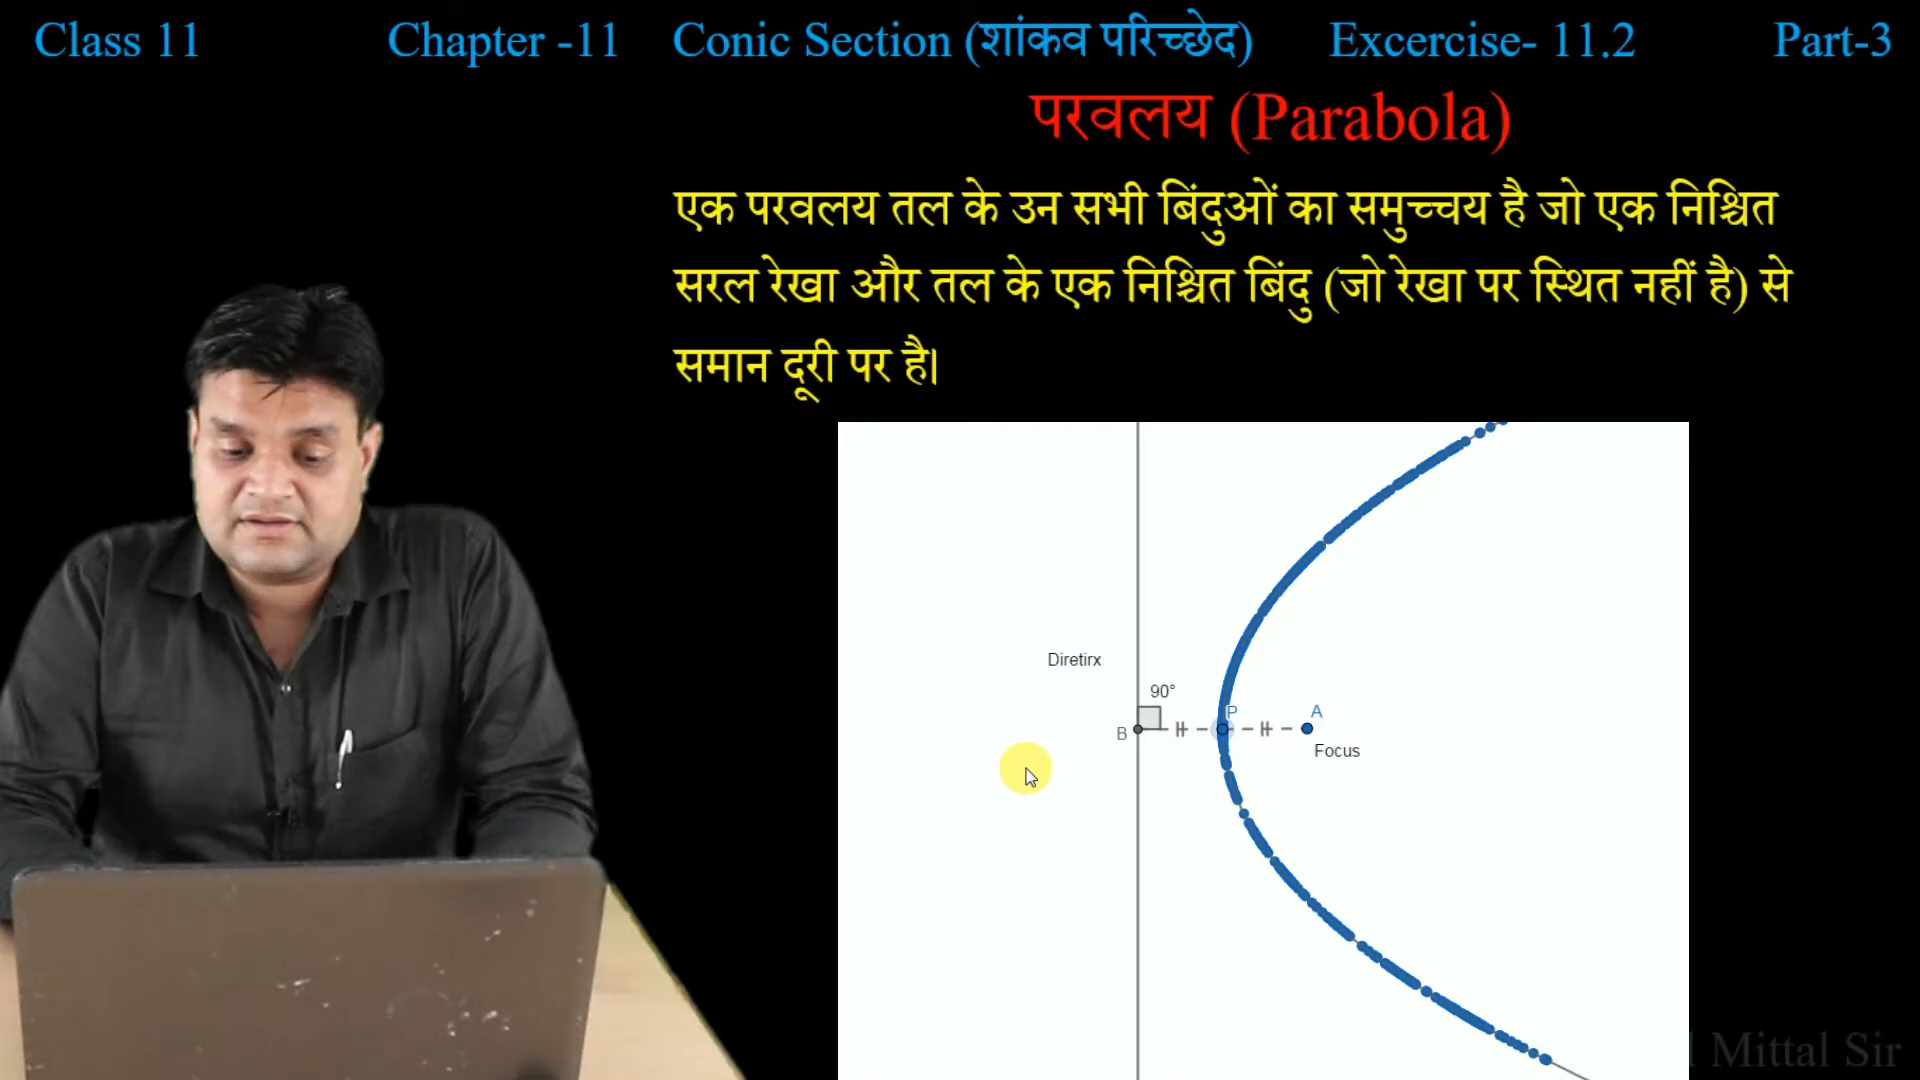 Class 11 Chapter -11 Conic Section (शांकव परिच्छेद) Excercise- 11.2 Part-3
परवलय (Parabola)
एक परवलय तल के उन सभी बिंदुओं का समुच्चय है जो एक निश्चित
सरल रेखा और तल के एक निश्चित बिंदु (जो रेखा पर स्थित नहीं है) से
समान दूरी पर है।
Diretirx
90°
P
A
B
Focus
Mittal Sir